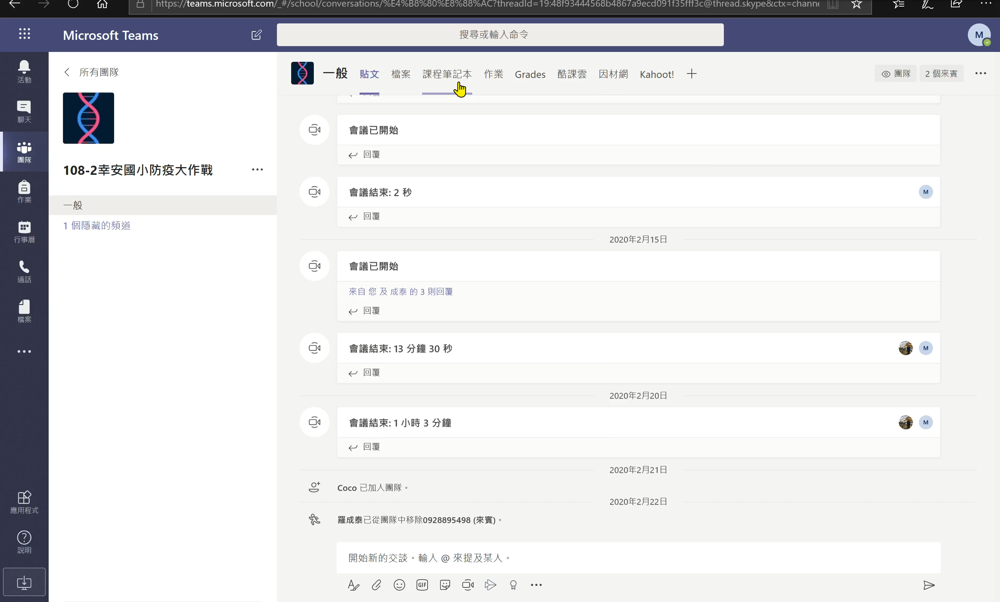 https://teams.microsoft.com/_#/school/conversations/%E4%B8%80%E8%88%AC?threadId=19:48f93444568b4867a9ecd091f35fff3c@thread.skype&ctx=channe
Microsoft Teams
搜尋或輸入命令
M
活動
聊天
團隊
作業
行事曆
通話
檔案
應用程式
說明
所有團隊
108-2幸安國小防疫大作戰
一般
1 個隱藏的頻道
一般 貼文 檔案 課程筆記本 作業 Grades 酷課雲 因材網 Kahoot!
團隊
2 個來賓
會議已開始
回覆
會議結束: 2 秒
M
回覆
2020年2月15日
會議已開始
來自 您 及 成泰 的 3 則回覆
回覆
會議結束: 13 分鐘 30 秒
M
回覆
2020年2月20日
會議結束: 1 小時 3 分鐘
M
回覆
2020年2月21日
Coco 已加入團隊。
2020年2月22日
羅成泰已從團隊中移除0928895498 (來賓)。
開始新的交談。輸入 @ 來提及某人。
GIF